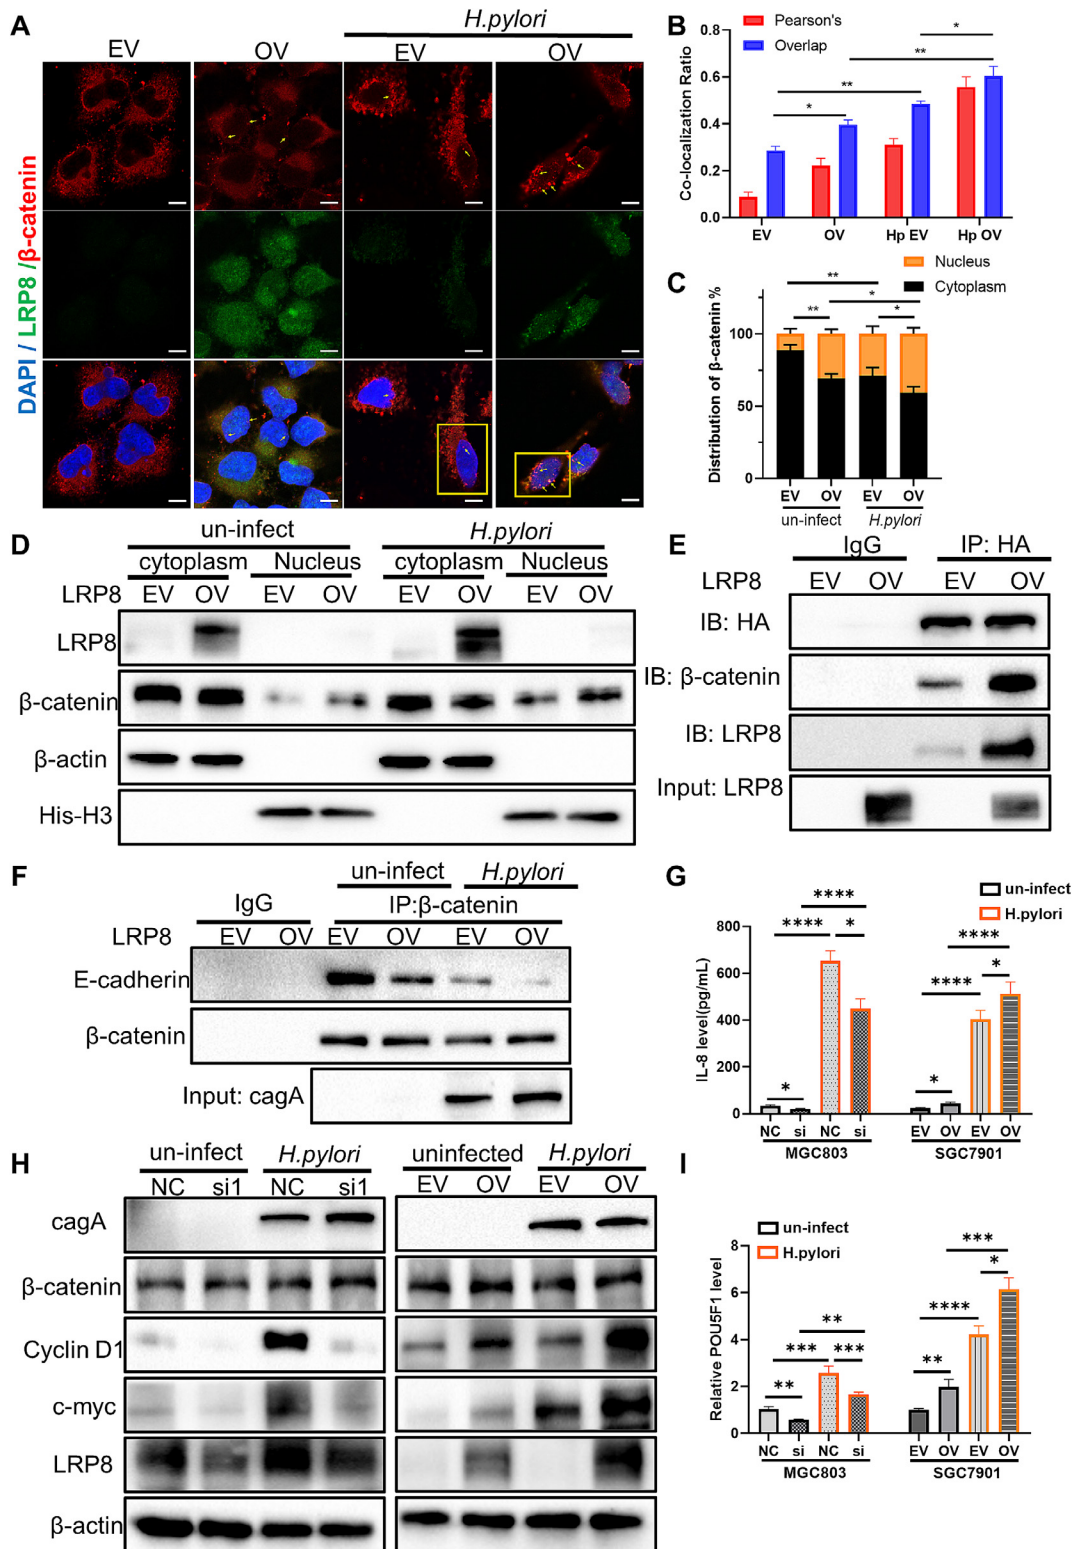 A
H.pylori
EV OV EV OV
DAPI / LRP8 /β-catenin
B
Pearson's
Overlap
Co-localization Ratio
0.8
0.6
0.4
0.2
0.0
* ** ** *
EV OV Hp EV Hp OV
C
Nucleus
Cytoplasm
Distribution of β-catenin %
100
50
0
** ** * *
EV OV EV OV
un-infect H.pylori
D
un-infect H.pylori
cytoplasm Nucleus cytoplasm Nucleus
LRP8 EV OV EV OV EV OV EV OV
LRP8
β-catenin
β-actin
His-H3
E
IgG IP: HA
LRP8 EV OV EV OV
IB: HA
IB: β-catenin
IB: LRP8
Input: LRP8
F
un-infect H.pylori
IgG IP:β-catenin
LRP8 EV OV EV OV EV OV
E-cadherin
β-catenin
Input: cagA
G
un-infect
H.pylori
IL-8 level(pg/mL)
800
600
400
200
0
**** **** * * **** **** * *
NC si NC si EV OV EV OV
MGC803 SGC7901
H
un-infect H.pylori uninfected H.pylori
NC si1 NC si1 EV OV EV OV
cagA
β-catenin
Cyclin D1
c-myc
LRP8
β-actin
I
un-infect
H.pylori
Relative POU5F1 level
8
6
4
2
0
** *** *** ** *** * **** **
NC si NC si EV OV EV OV
MGC803 SGC7901